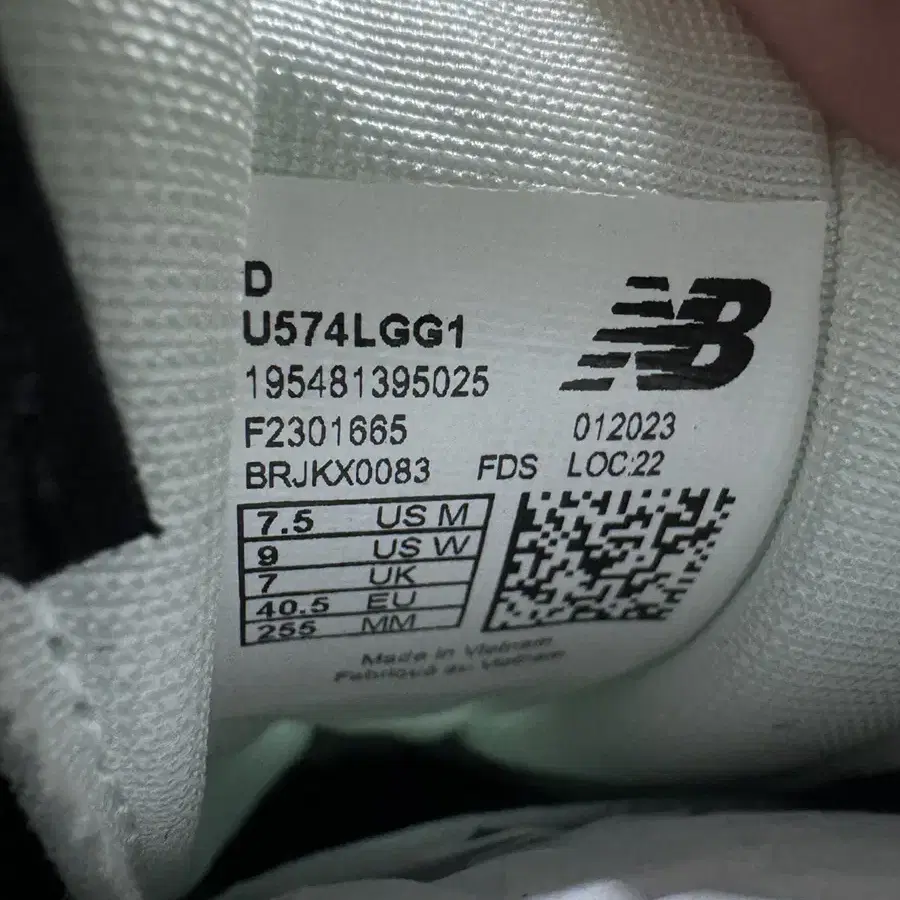 D
U574LGG1
195481395025
F2301665 012023
BRJKX0083 FDS LOC:22
7.5 US M
9 US W
7 UK
40.5 EU
255 MM
Made in Vietnam
Fabriqué au Vietnam
NB